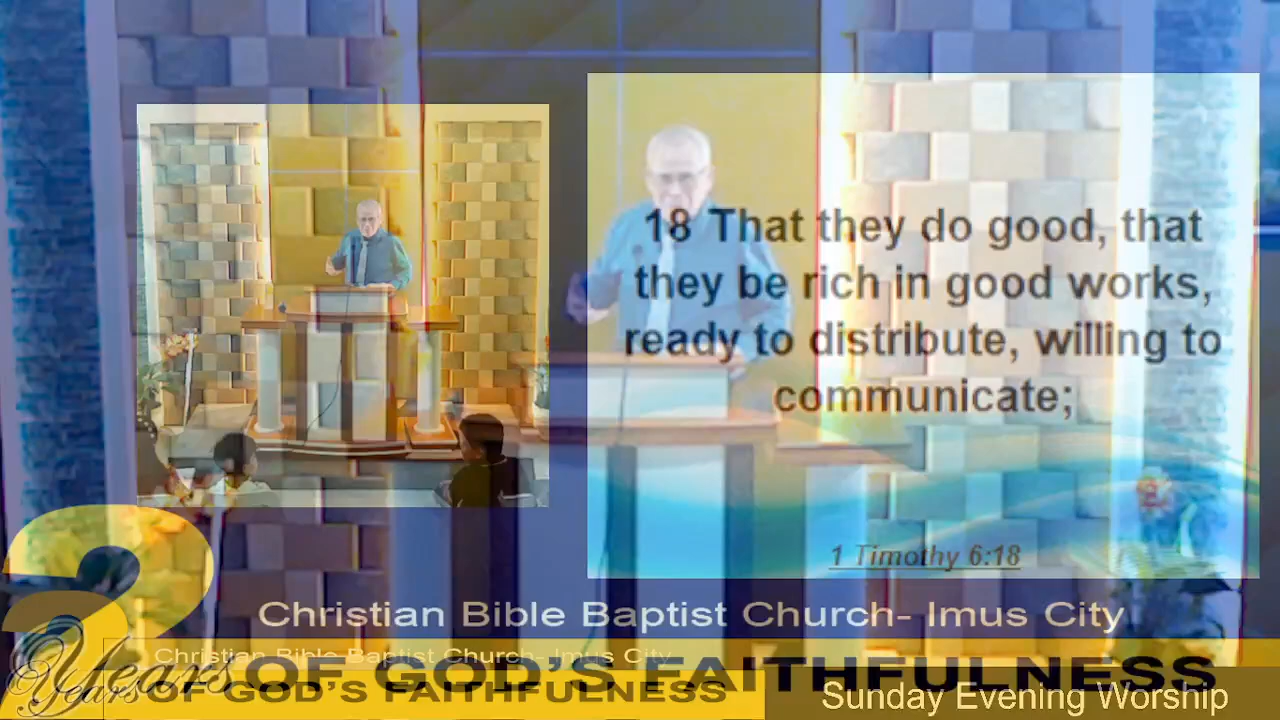 18 That they do good, that
they be rich in good works,
ready to distribute, willing to
communicate;
1 Timothy 6:18
Christian Bible Baptist Church- Imus City
Christian Bible Baptist Church- Imus City
2 Years OF GOD'S FAITHFULNESS
Years OF GOD'S FAITHFULNESS
Sunday Evening Worship